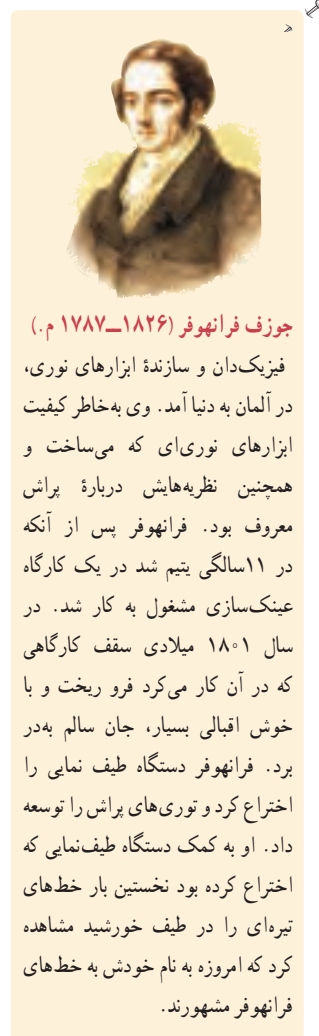 جوزف فرانهوفر (۱۸۲۶ــ۱۷۸۷ م.)
فیزیک‌دان و سازندهٔ ابزارهای نوری،
در آلمان به دنیا آمد. وی به‌خاطر کیفیت
ابزارهای نوری‌ای که می‌ساخت و
همچنین نظریه‌هایش دربارهٔ پراش
معروف بود. فرانهوفر پس از آنکه
در ۱۱سالگی یتیم شد در یک کارگاه
عینک‌سازی مشغول به کار شد. در
سال ۱۸۰۱ میلادی سقف کارگاهی
که در آن کار می‌کرد فرو ریخت و با
خوش اقبالی بسیار، جان سالم به‌در
برد. فرانهوفر دستگاه طیف نمایی را
اختراع کرد و توری‌های پراش را توسعه
داد. او به کمک دستگاه طیف‌نمایی که
اختراع کرده بود نخستین بار خط‌های
تیره‌ای را در طیف خورشید مشاهده
کرد که امروزه به نام خودش به خط‌های
فرانهوفر مشهورند.